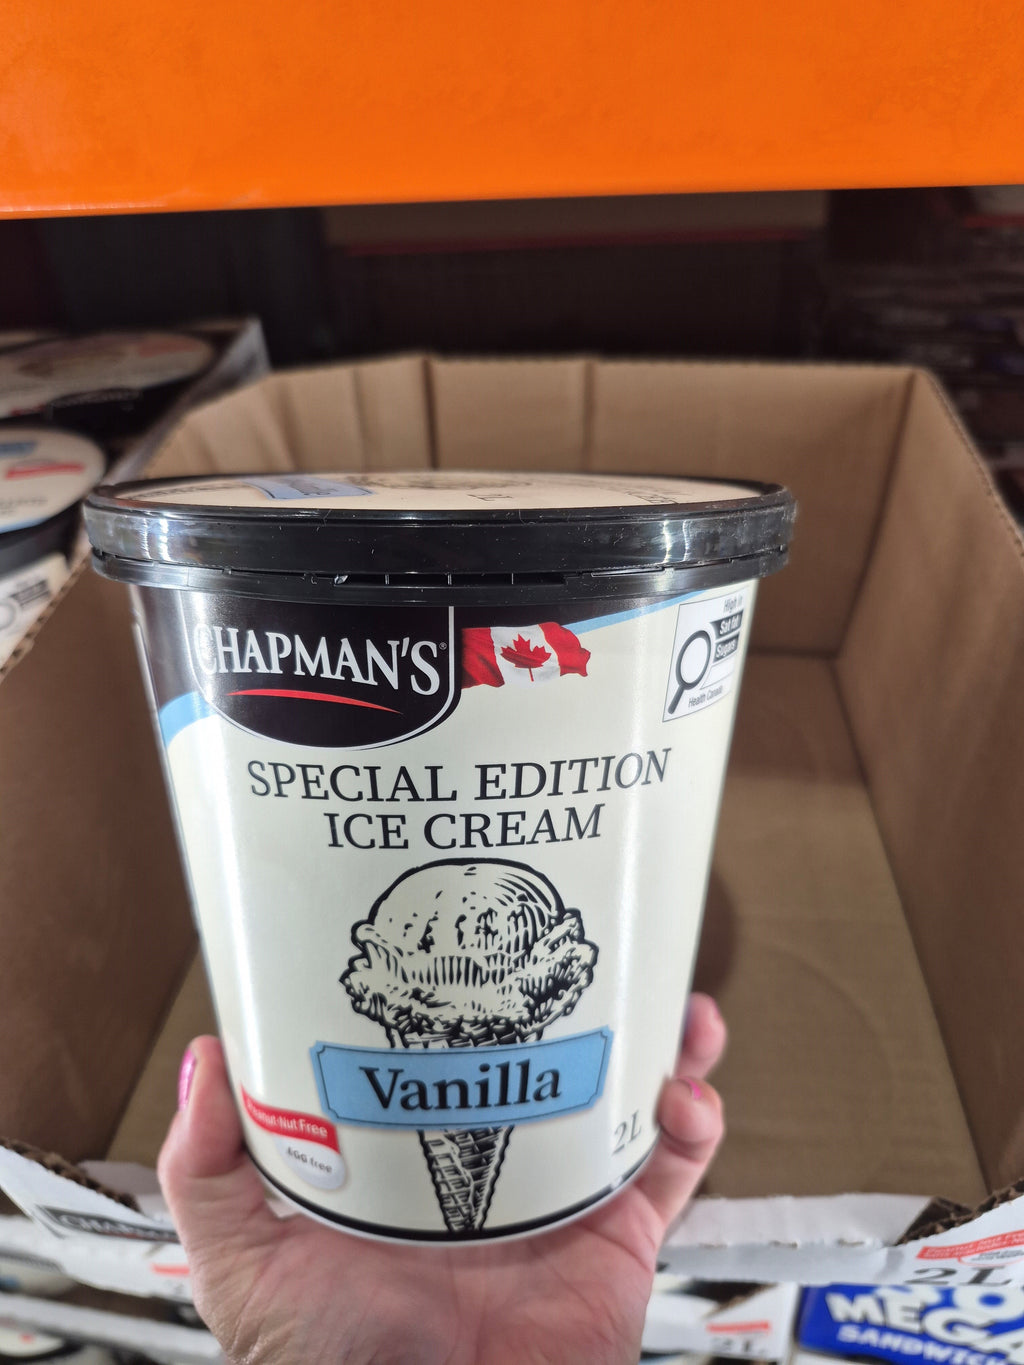 CHAPMAN'S®
High in
Sat fat
Sugars
Health Canada
SPECIAL EDITION
ICE CREAM
Vanilla
Peanut-Nut Free
egg free
2L
2L
2L
MEGA
SANDWICH